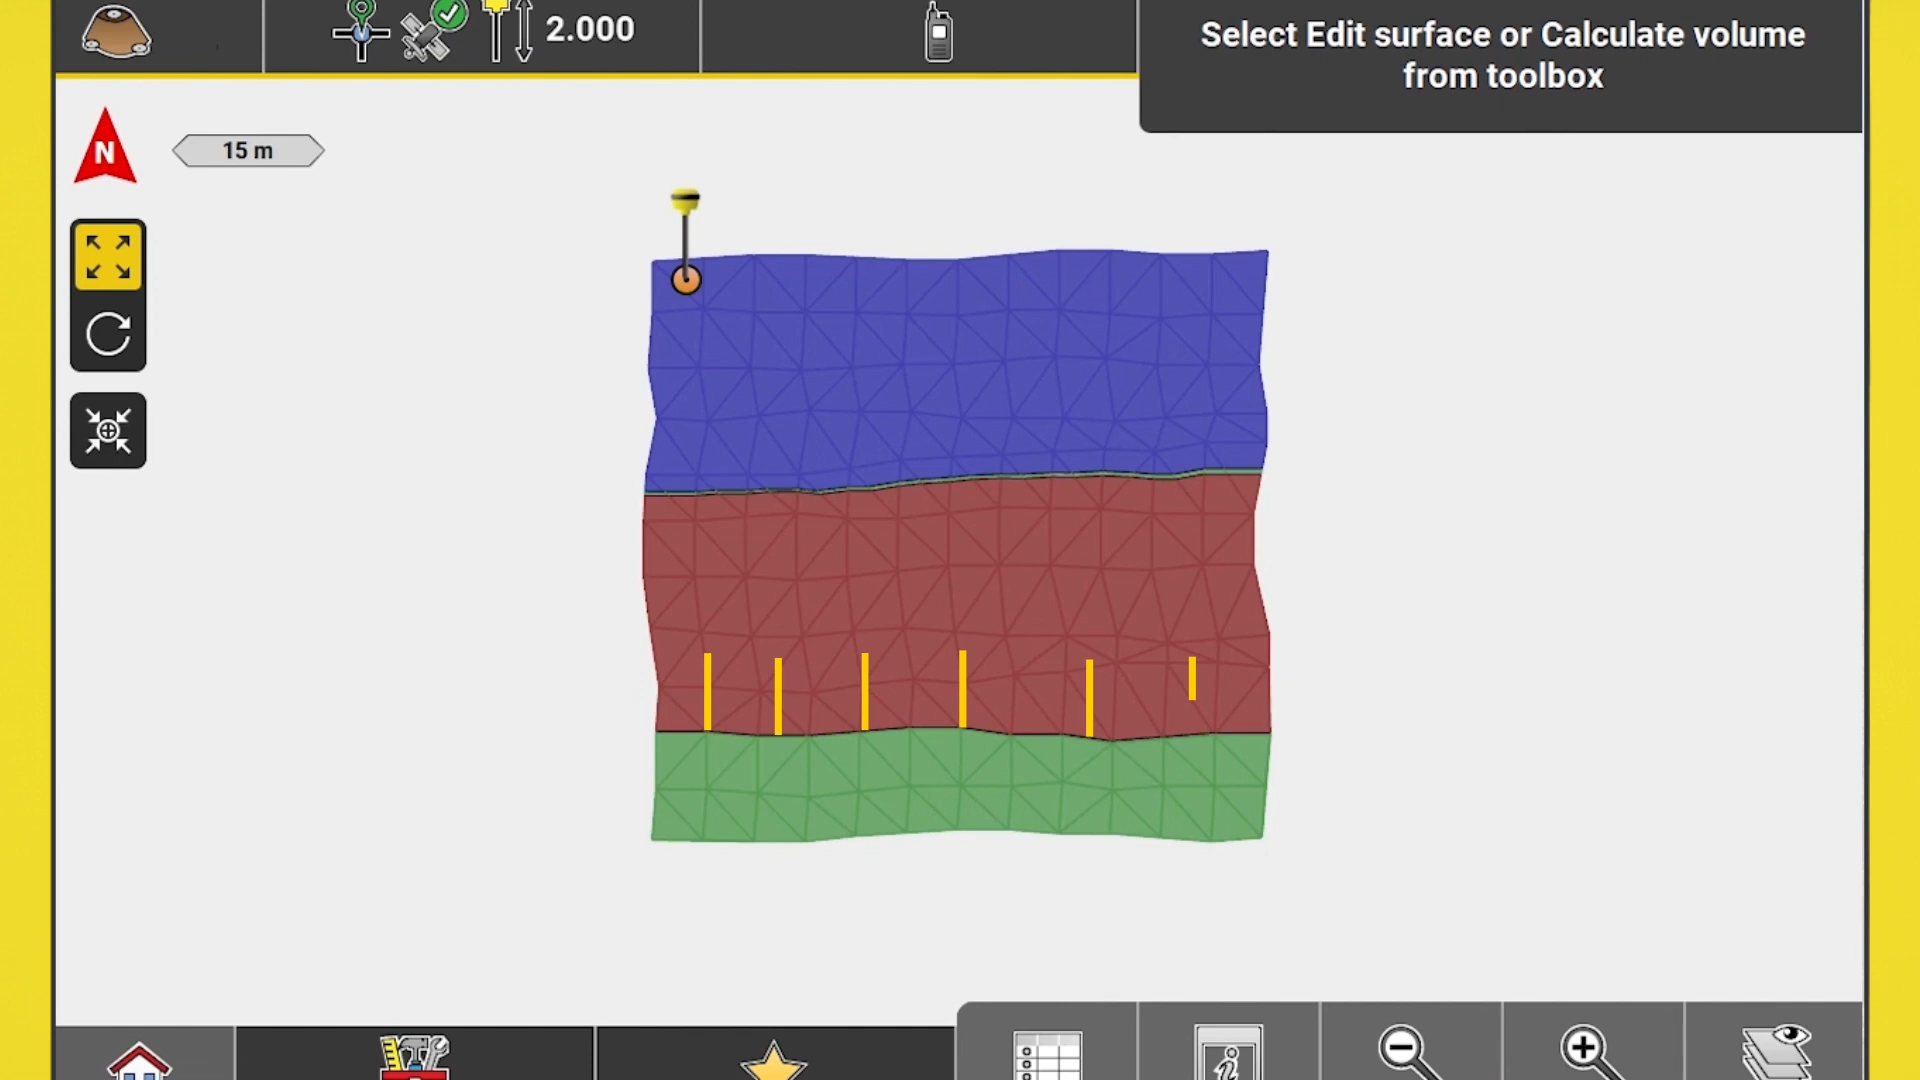 2.000
Select Edit surface or Calculate volume
from toolbox
N
15 m